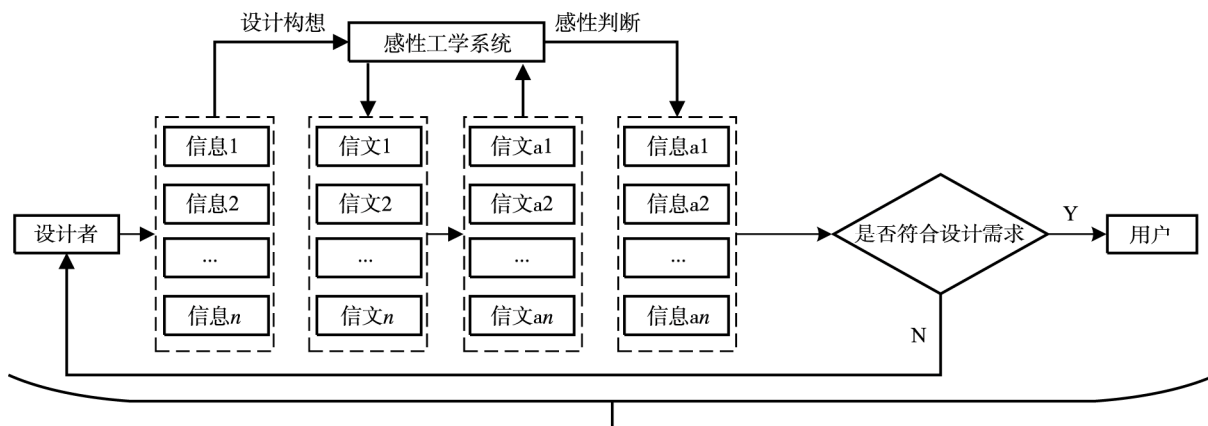 设计构想
感性工学系统
感性判断
信息1
信文1
信文a1
信息a1
信息2
信文2
信文a2
信息a2
设计者
...
...
...
...
是否符合设计需求
Y
用户
信息n
信文n
信文an
信息an
N